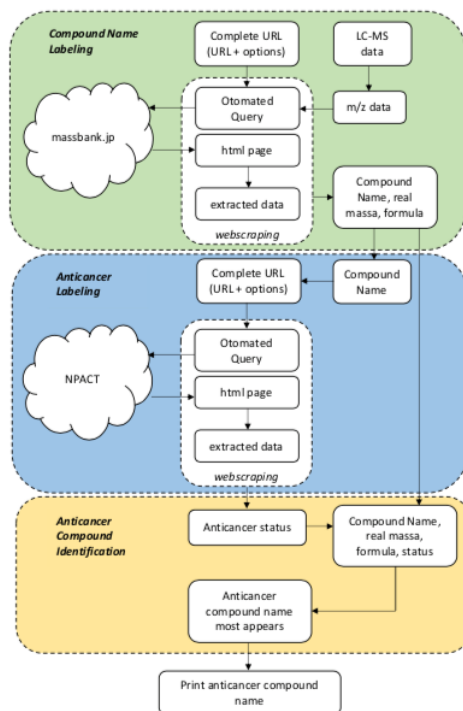 Compound Name
Labeling
Complete URL
(URL + options)
LC-MS
data
massbank.jp
Otomated
Query
m/z data
html page
extracted data
webscraping
Compound
Name, real
massa, formula
Anticancer
Labeling
Complete URL
(URL + options)
Compound
Name
NPACT
Otomated
Query
html page
extracted data
webscraping
Anticancer
Compound
Identification
Anticancer status
Compound Name,
real massa,
formula, status
Anticancer
compound name
most appears
Print anticancer compound
name